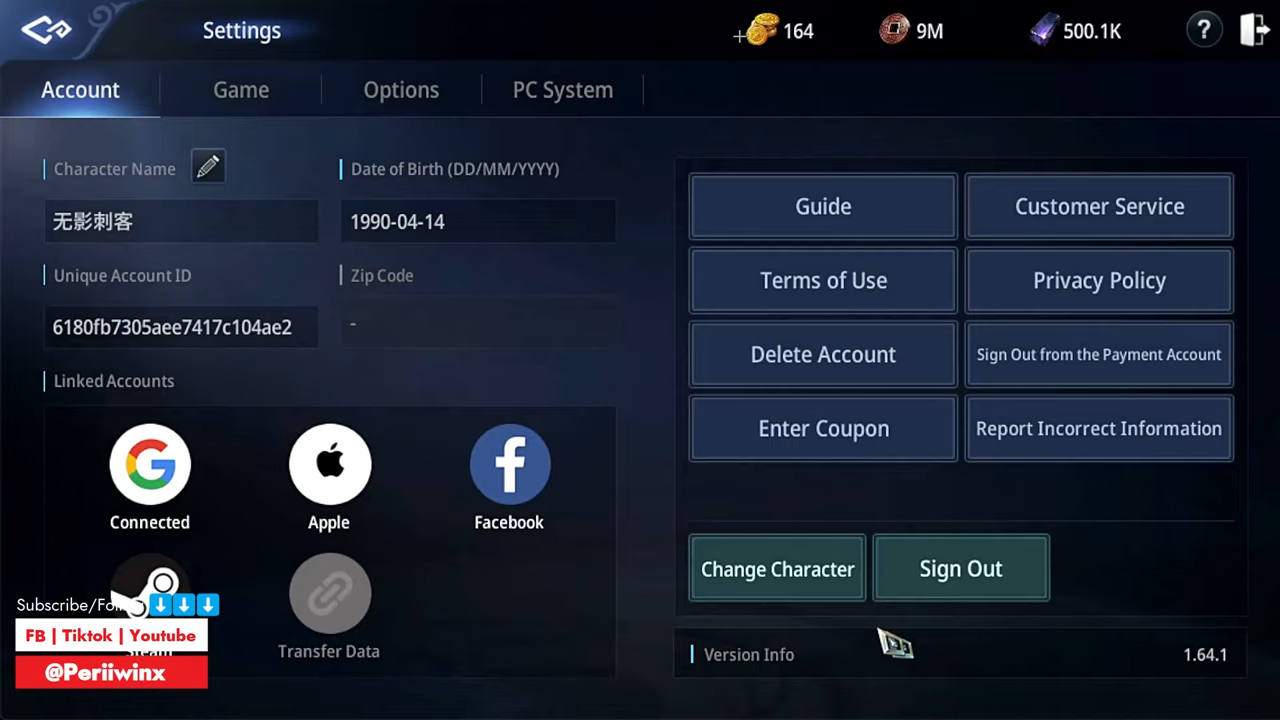 Settings
164
9M
500.1K
?
Account
Game
Options
PC System
Character Name
Date of Birth (DD/MM/YYYY)
无影刺客
1990-04-14
Unique Account ID
Zip Code
6180fb7305aee7417c104ae2
-
Linked Accounts
Connected
Apple
Facebook
Transfer Data
Guide
Customer Service
Terms of Use
Privacy Policy
Delete Account
Sign Out from the Payment Account
Enter Coupon
Report Incorrect Information
Change Character
Sign Out
Version Info
1.64.1
Subscribe/
FB | Tiktok | Youtube
@Periiwinx